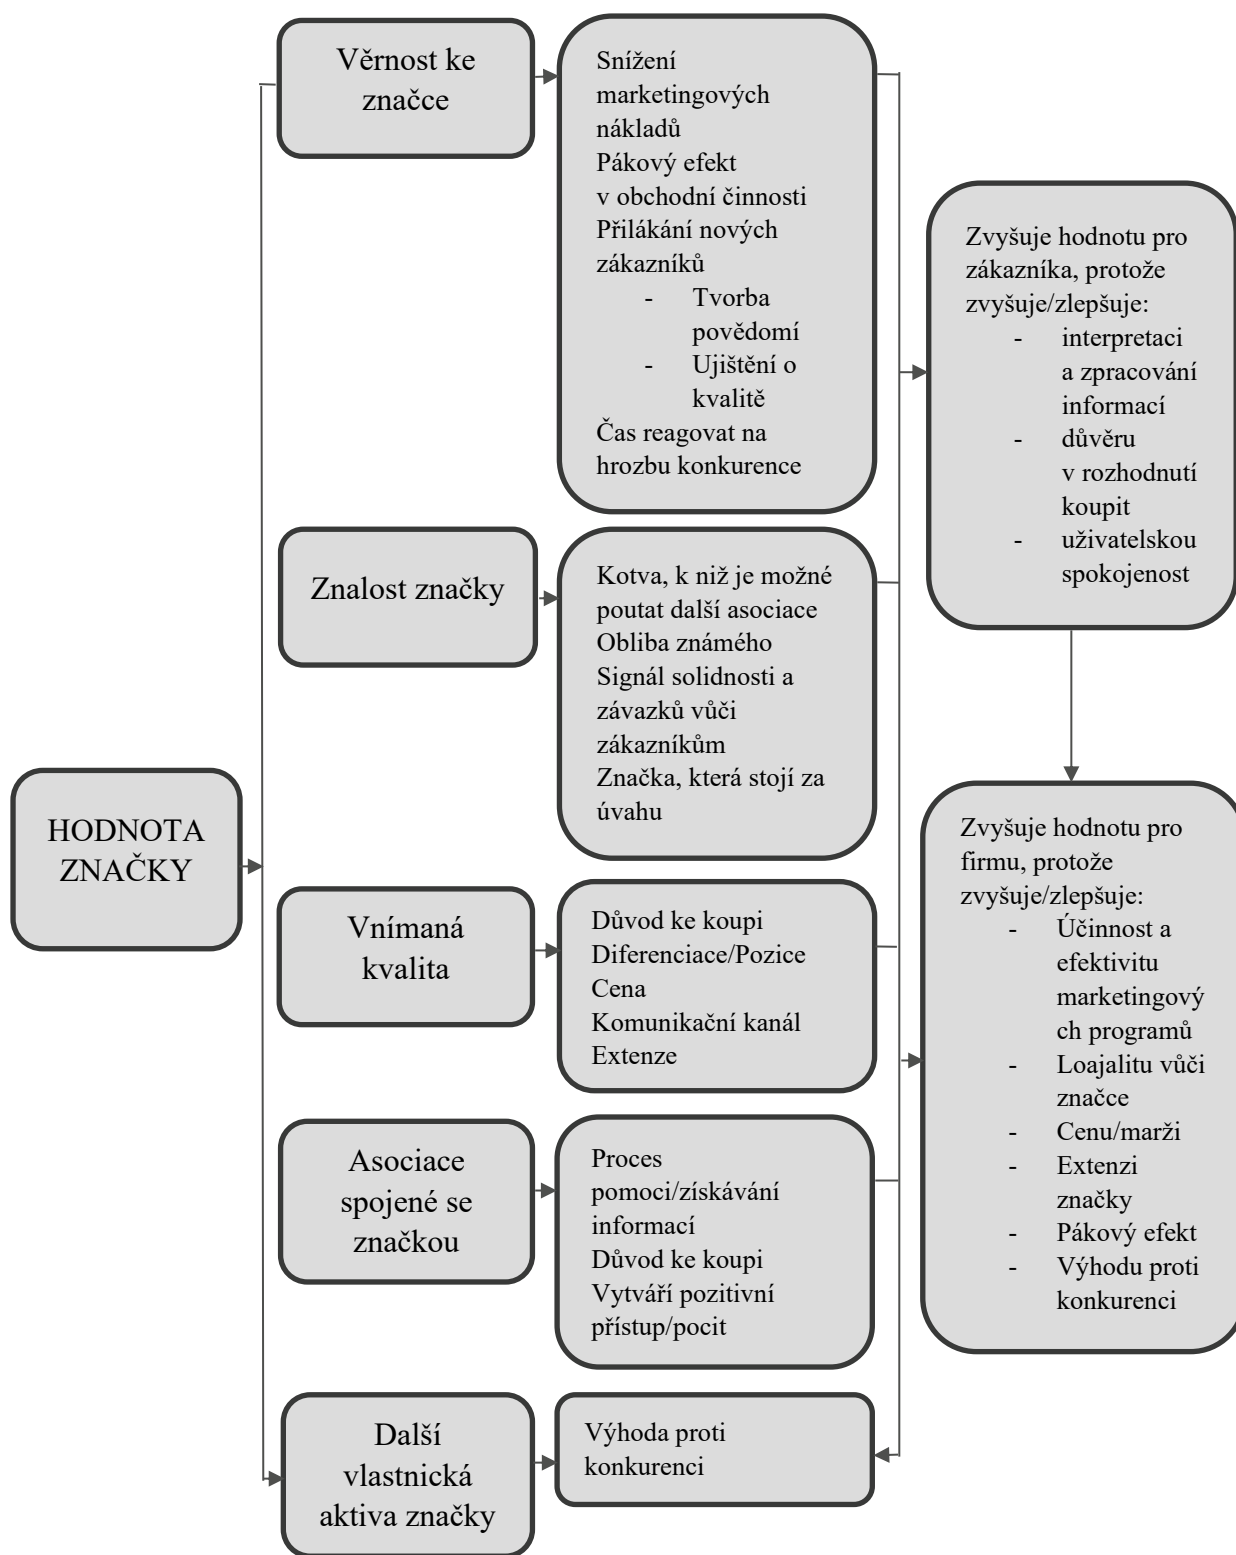 HODNOTA
ZNAČKY
Věrnost ke
značce
Snížení
marketingových
nákladů
Pákový efekt
v obchodní činnosti
Přilákání nových
zákazníků
- Tvorba
povědomí
- Ujištění o
kvalitě
Čas reagovat na
hrozbu konkurence
Znalost značky
Kotva, k niž je možné
poutat další asociace
Obliba známého
Signál solidnosti a
závazků vůči
zákazníkům
Značka, která stojí za
úvahu
Vnímaná
kvalita
Důvod ke koupi
Diferenciace/Pozice
Cena
Komunikační kanál
Extenze
Asociace
spojené se
značkou
Proces
pomoci/získávání
informací
Důvod ke koupi
Vytváří pozitivní
přístup/pocit
Další
vlastnická
aktiva značky
Výhoda proti
konkurenci
Zvyšuje hodnotu pro
zákazníka, protože
zvyšuje/zlepšuje:
- interpretaci
a zpracování
informací
- důvěru
v rozhodnutí
koupit
- uživatelskou
spokojenost
Zvyšuje hodnotu pro
firmu, protože
zvyšuje/zlepšuje:
- Účinnost a
efektivitu
marketingový
ch programů
- Loajalitu vůči
značce
- Cenu/marži
- Extenzi
značky
- Pákový efekt
- Výhodu proti
konkurenci